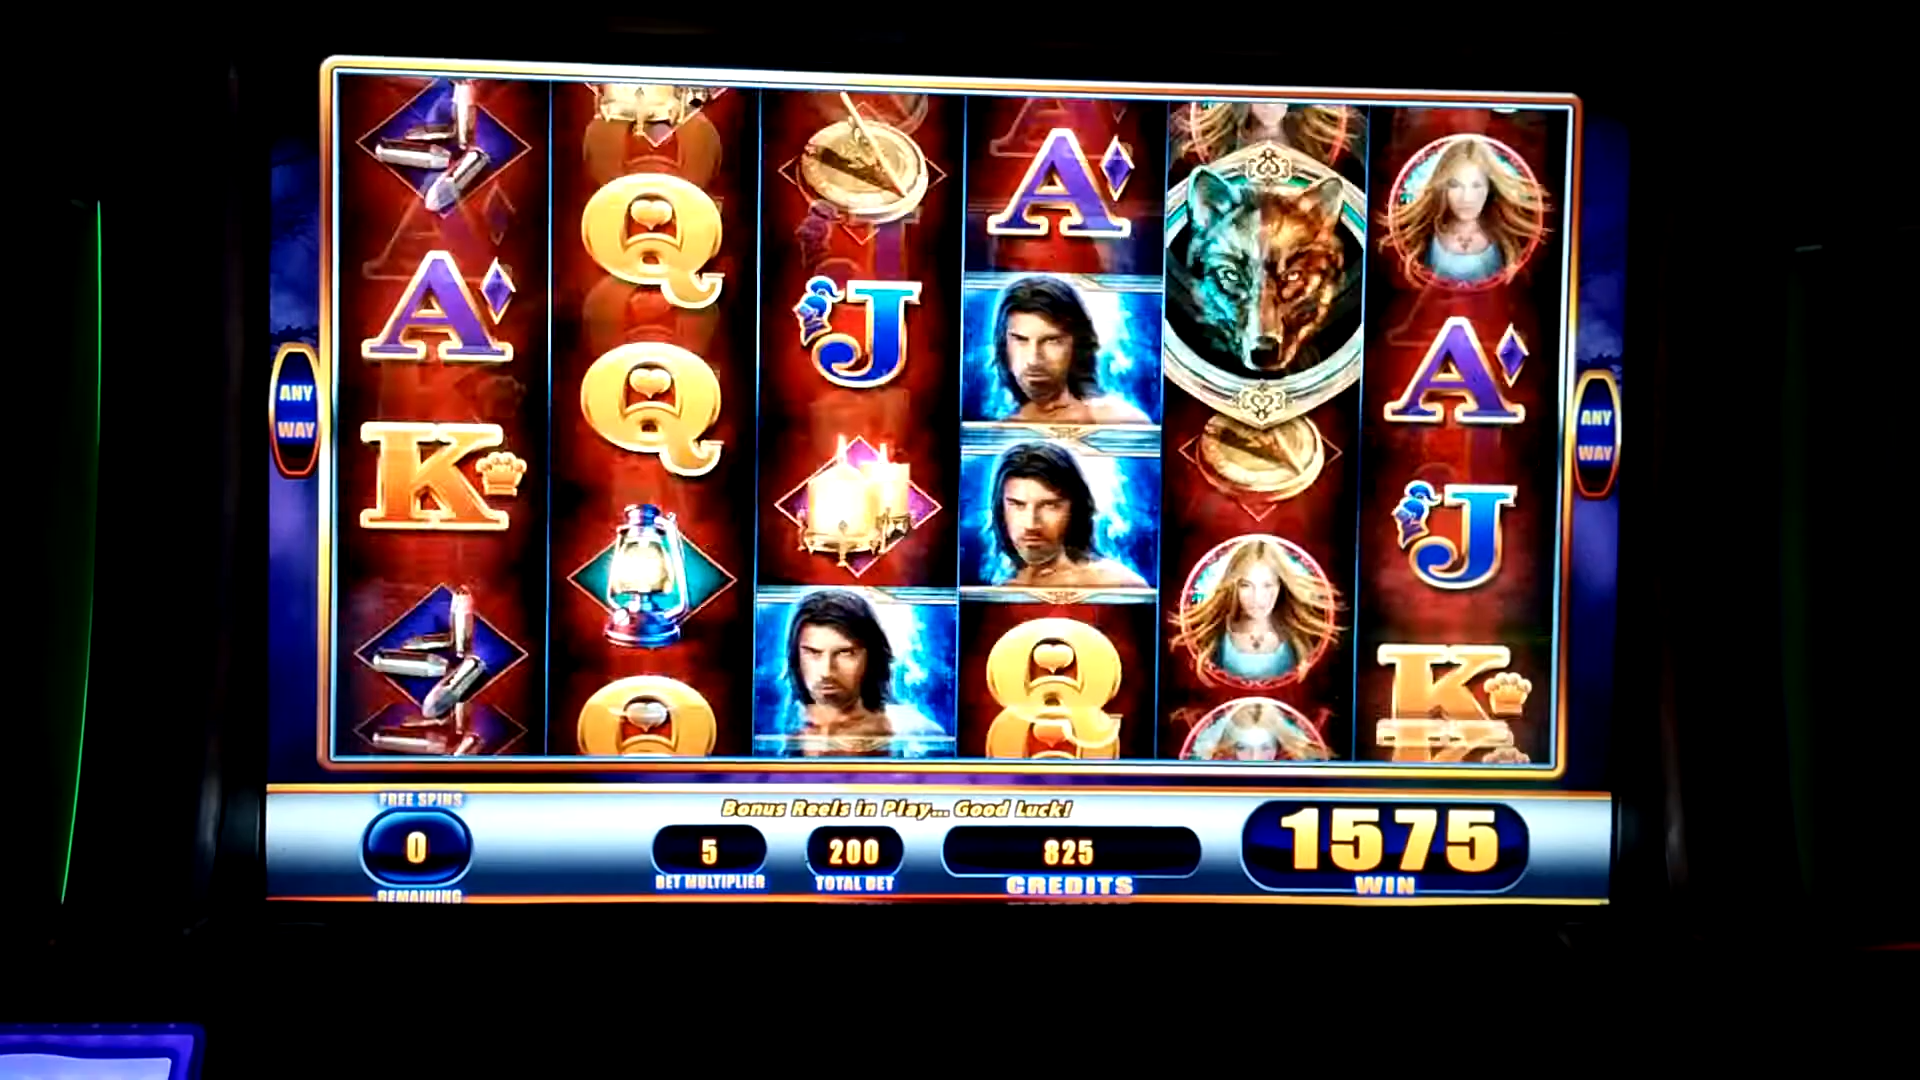 A
Q
Q
Q
J
A
Q
A
J
K
K
ANY
WAY
ANY
WAY
Bonus Reels in Play... Good Luck!
FREE SPINS
0
REMAINING
5
BET MULTIPLIER
200
TOTAL BET
825
CREDITS
1575
WIN